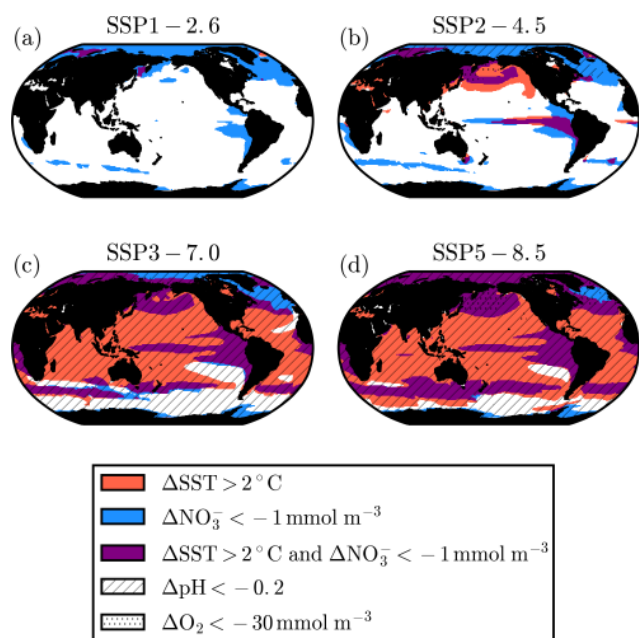 (a) SSP1 − 2.6
(b) SSP2 − 4.5
(c) SSP3 − 7.0
(d) SSP5 − 8.5
ΔSST > 2°C
ΔNO₃⁻ < −1 mmol m⁻³
ΔSST > 2°C and ΔNO₃⁻ < −1 mmol m⁻³
ΔpH < −0.2
ΔO₂ < −30 mmol m⁻³